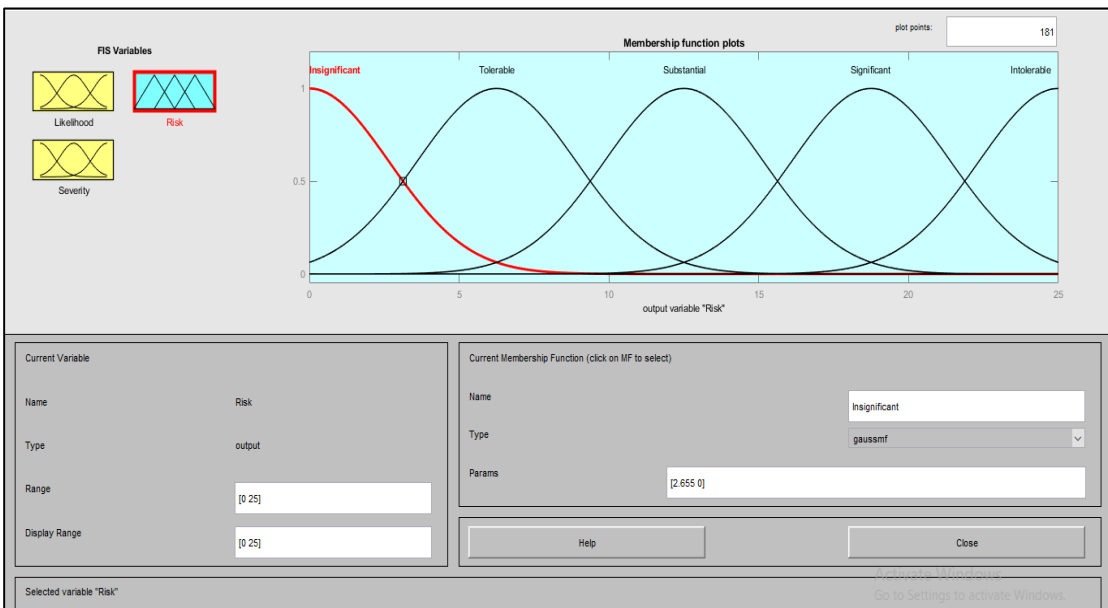 FIS Variables
Likelihood
Risk
Severity
plot points:
181
Membership function plots
Insignificant
Tolerable
Substantial
Significant
Intolerable
1
0.5
0
0
5
10
15
20
25
output variable "Risk"
Current Variable
Name
Risk
Type
output
Range
[0 25]
Display Range
[0 25]
Current Membership Function (click on MF to select)
Name
Insignificant
Type
gaussmf
Params
[2.655 0]
Help
Close
Selected variable "Risk"
Activate Windows
Go to Settings to activate Windows.